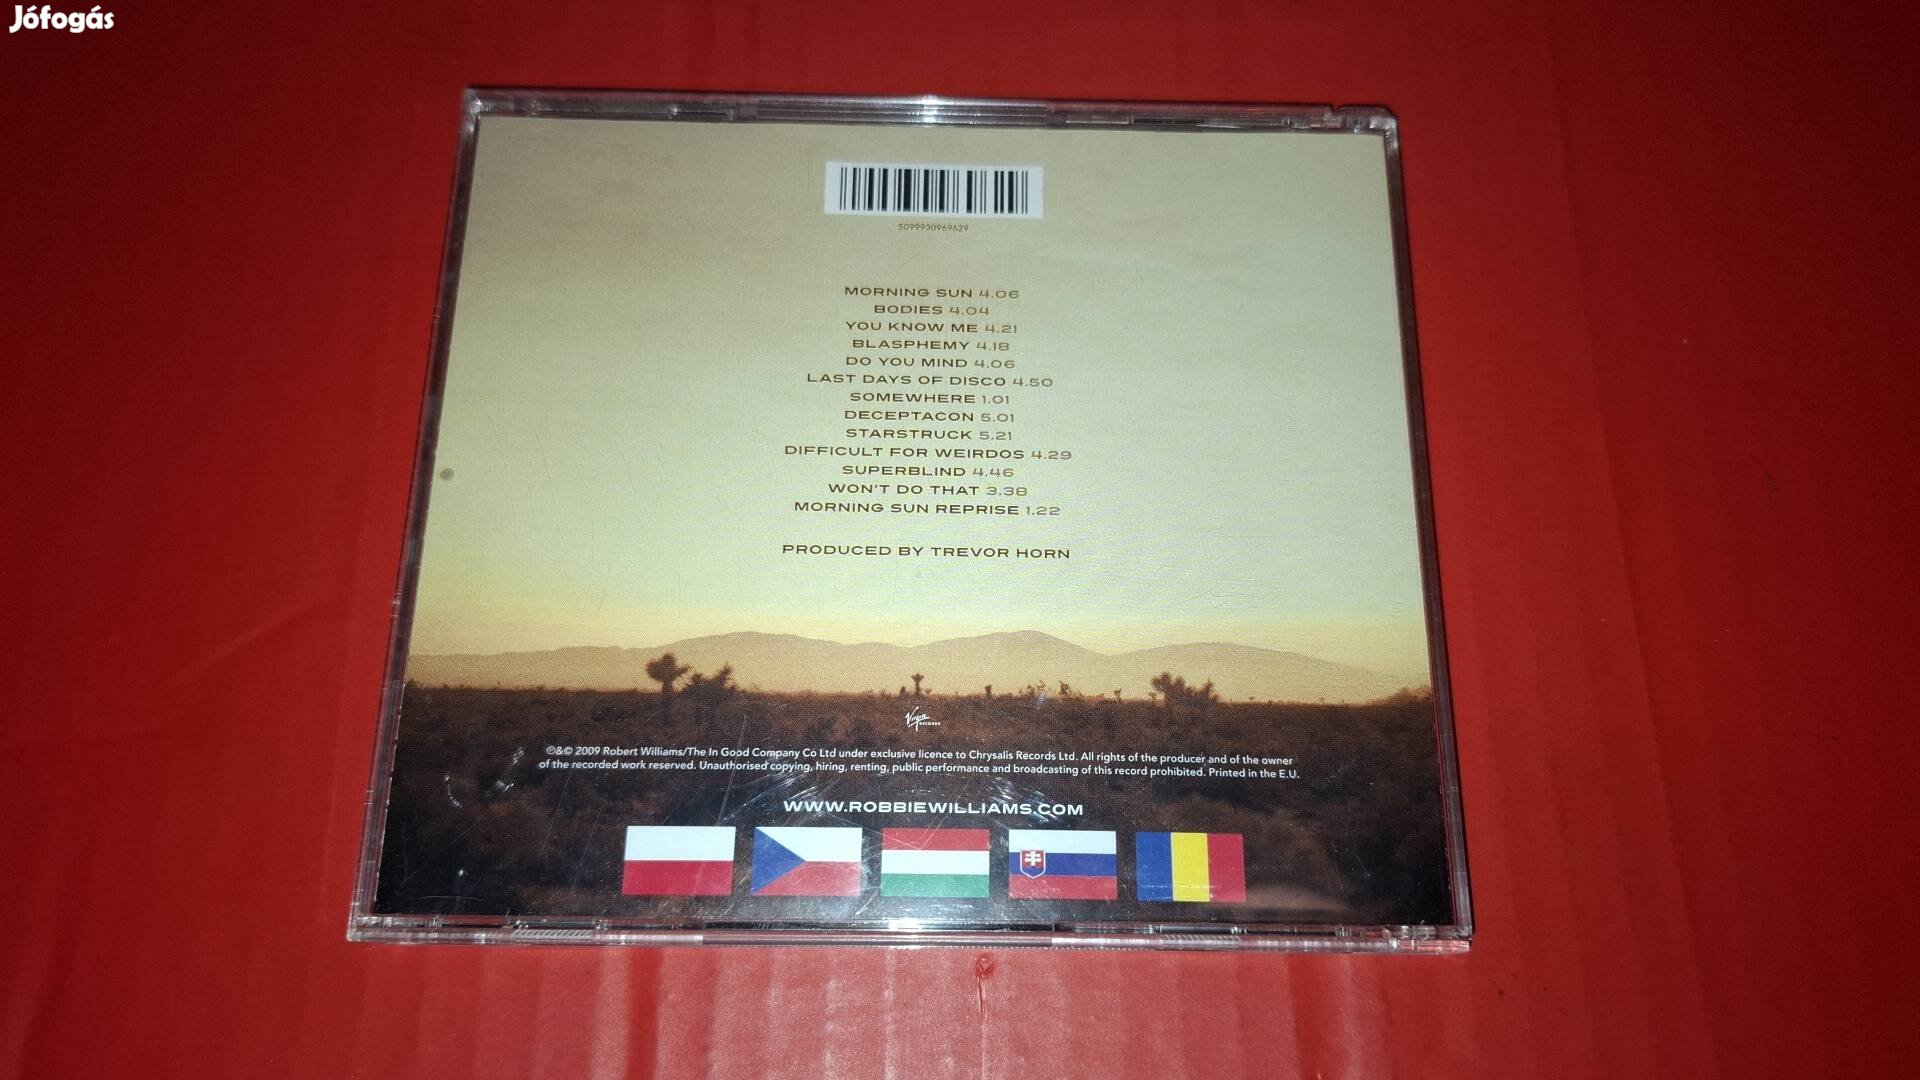 Jófogás
5099930969629
MORNING SUN 4.06
BODIES 4.04
YOU KNOW ME 4.21
BLASPHEMY 4.18
DO YOU MIND 4.06
LAST DAYS OF DISCO 4.50
SOMEWHERE 1.01
DECEPTACON 5.01
STARSTRUCK 5.21
DIFFICULT FOR WEIRDOS 4.29
SUPERBLIND 4.46
WON'T DO THAT 3.38
MORNING SUN REPRISE 1.22
PRODUCED BY TREVOR HORN
Virgin RECORDS
℗&© 2009 Robert Williams/The In Good Company Co Ltd under exclusive licence to Chrysalis Records Ltd. All rights of the producer and of the owner
of the recorded work reserved. Unauthorised copying, hiring, renting, public performance and broadcasting of this record prohibited. Printed in the E.U.
WWW.ROBBIEWILLIAMS.COM